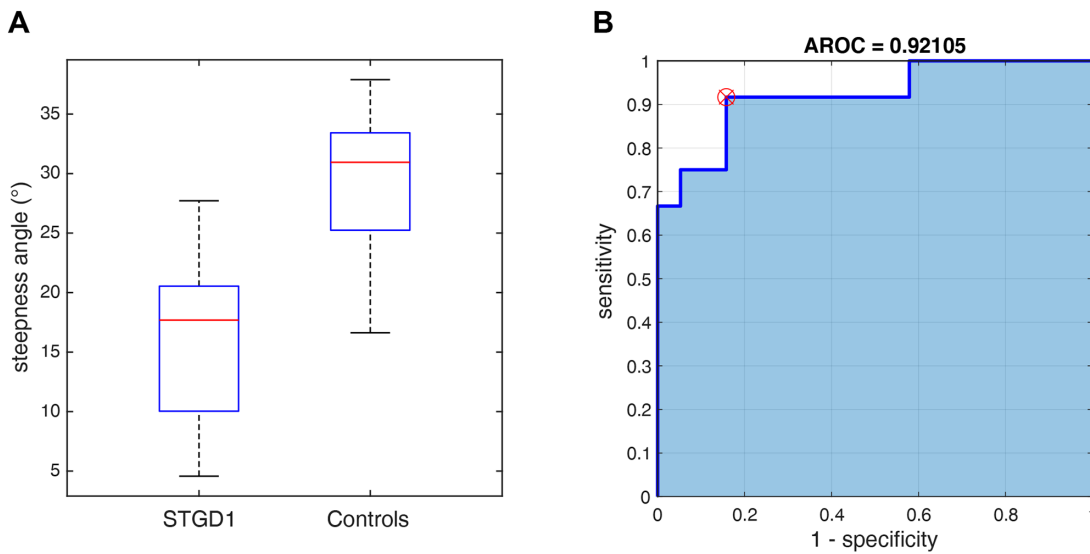 A
steepness angle (°)
35
30
25
20
15
10
5
STGD1 Controls
B
AROC = 0.92105
sensitivity
1
0.9
0.8
0.7
0.6
0.5
0.4
0.3
0.2
0.1
0
0 0.2 0.4 0.6 0.8 1
1 - specificity